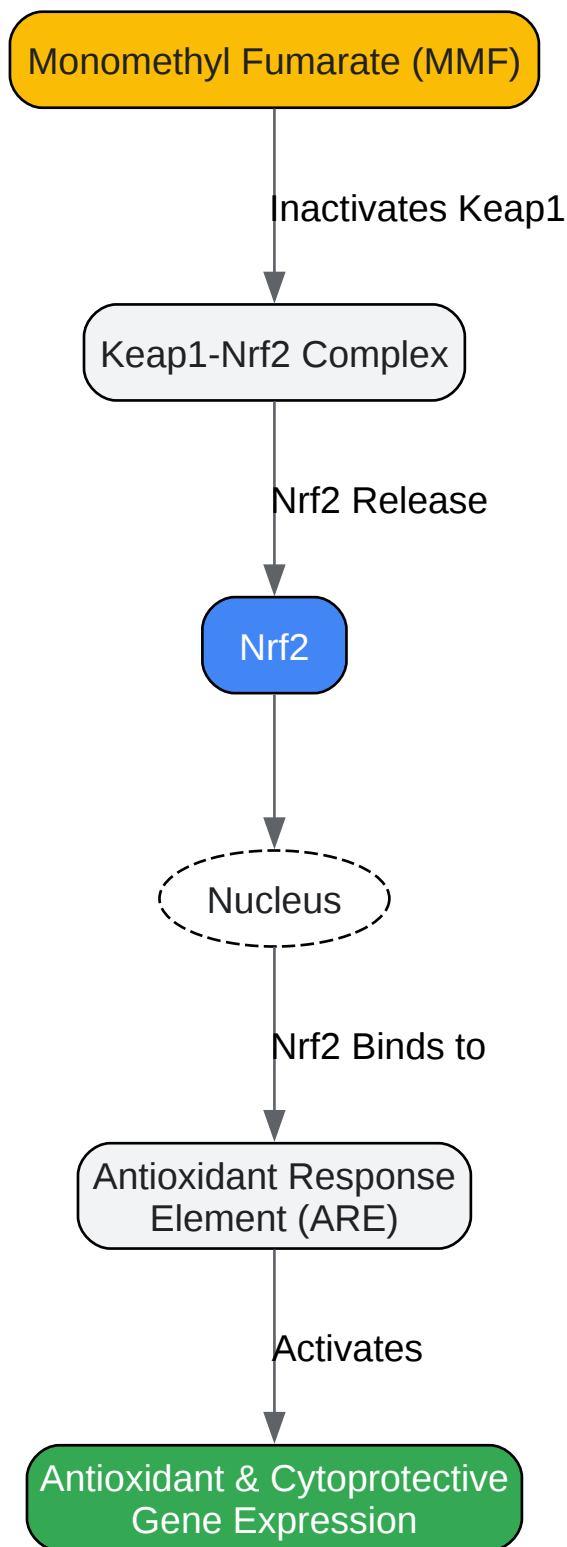 Monomethyl Fumarate (MMF)
Inactivates Keap1
Keap1-Nrf2 Complex
Nrf2 Release
Nrf2
Nucleus
Nrf2 Binds to
Antioxidant Response
Element (ARE)
Activates
Antioxidant & Cytoprotective
Gene Expression